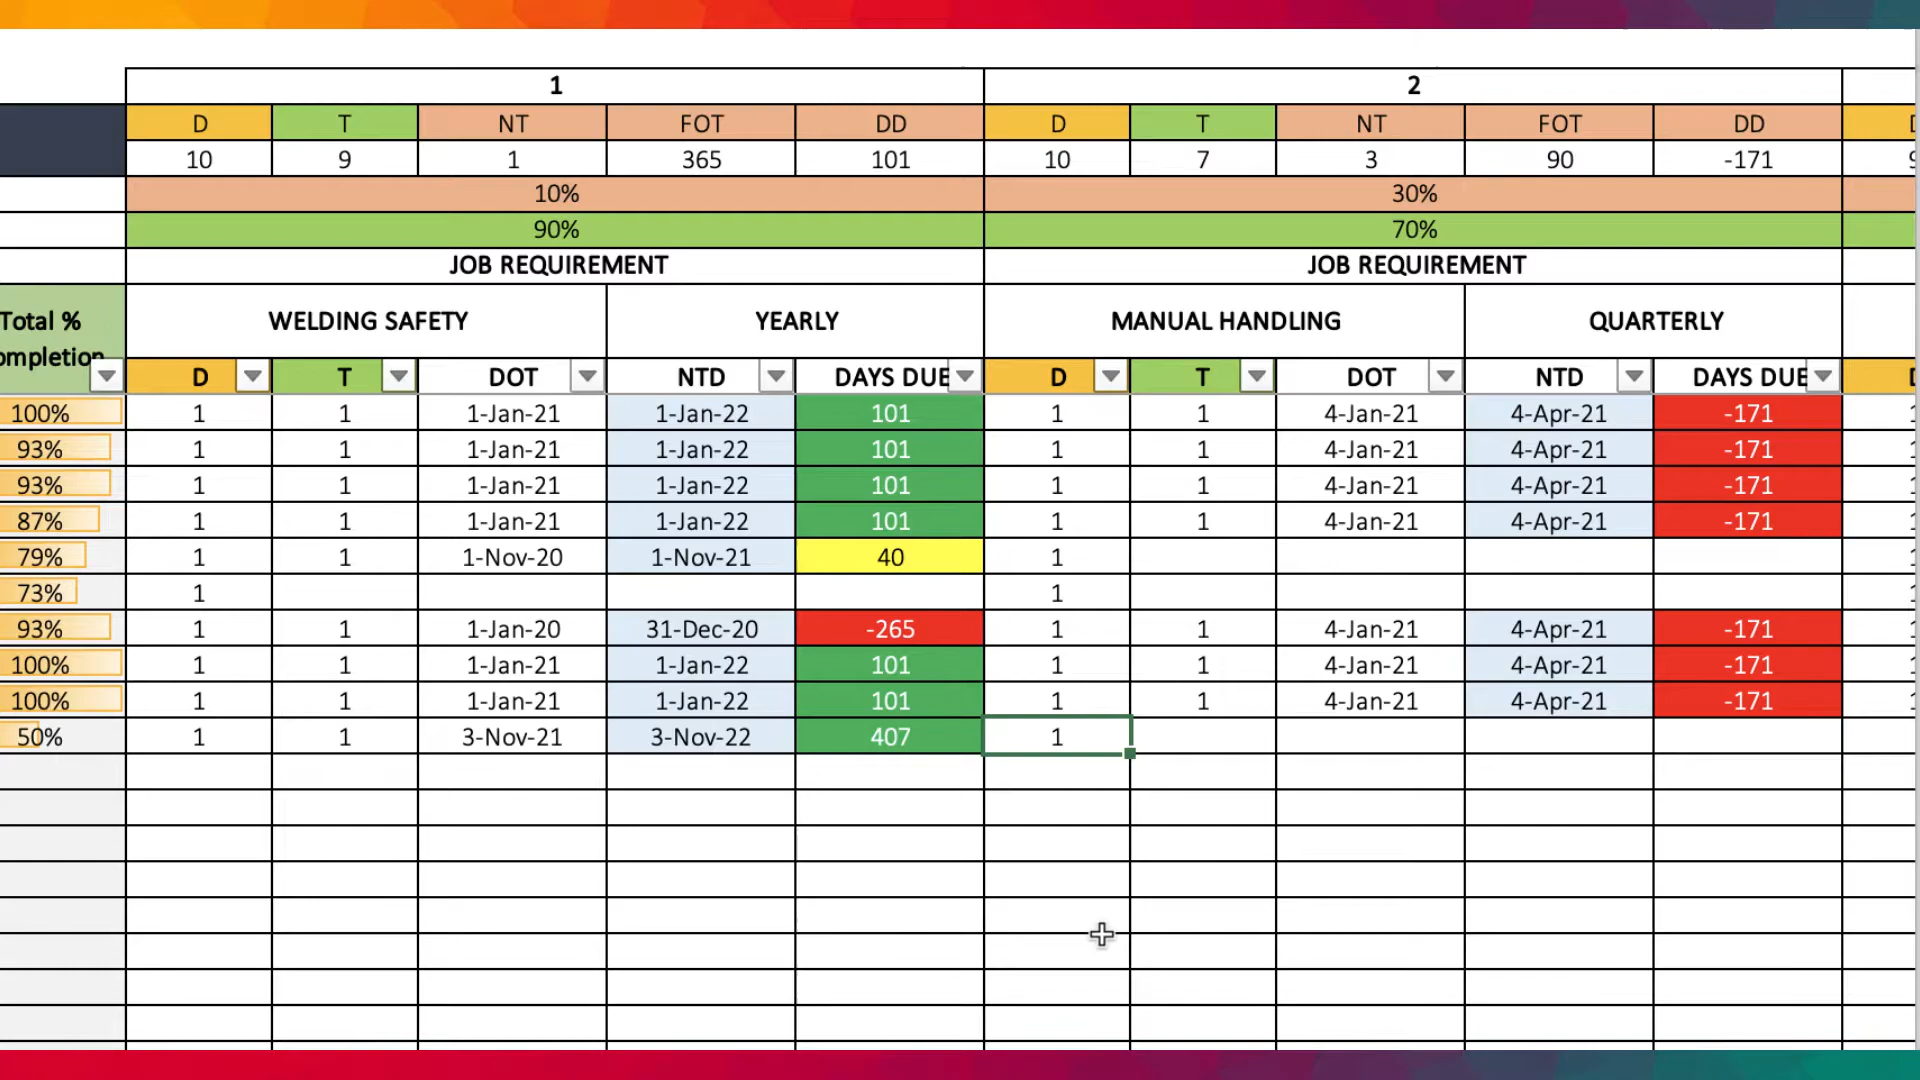 1 2
D T NT FOT DD D T NT FOT DD
10 9 1 365 101 10 7 3 90 -171
10% 30%
90% 70%
JOB REQUIREMENT JOB REQUIREMENT
Total % WELDING SAFETY YEARLY MANUAL HANDLING QUARTERLY
D T DOT NTD DAYS DUE D T DOT NTD DAYS DUE
100% 1 1 1-Jan-21 1-Jan-22 101 1 1 4-Jan-21 4-Apr-21 -171
93% 1 1 1-Jan-21 1-Jan-22 101 1 1 4-Jan-21 4-Apr-21 -171
93% 1 1 1-Jan-21 1-Jan-22 101 1 1 4-Jan-21 4-Apr-21 -171
87% 1 1 1-Jan-21 1-Jan-22 101 1 1 4-Jan-21 4-Apr-21 -171
79% 1 1 1-Nov-20 1-Nov-21 40 1
73% 1 1
93% 1 1 1-Jan-20 31-Dec-20 -265 1 1 4-Jan-21 4-Apr-21 -171
100% 1 1 1-Jan-21 1-Jan-22 101 1 1 4-Jan-21 4-Apr-21 -171
100% 1 1 1-Jan-21 1-Jan-22 101 1 1 4-Jan-21 4-Apr-21 -171
50% 1 1 3-Nov-21 3-Nov-22 407 1